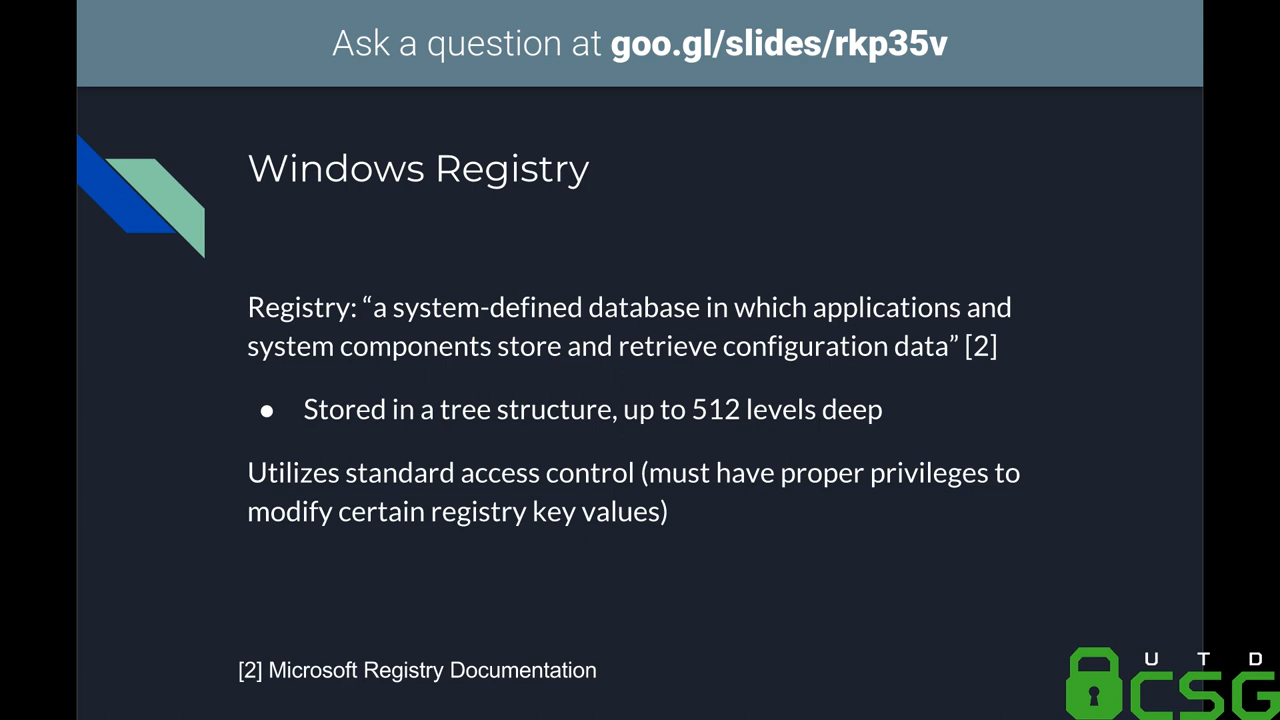 Ask a question at goo.gl/slides/rkp35v
Windows Registry
Registry: “a system-defined database in which applications and
system components store and retrieve configuration data” [2]
● Stored in a tree structure, up to 512 levels deep
Utilizes standard access control (must have proper privileges to
modify certain registry key values)
[2] Microsoft Registry Documentation
U T D
CSG